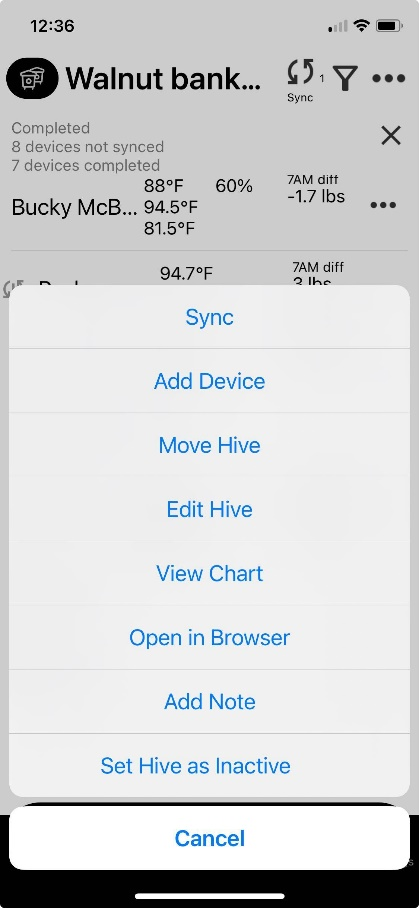 12:36
Walnut bank...
1
Sync
Completed
8 devices not synced
7 devices completed
Bucky McB...
88°F
60%
94.5°F
81.5°F
7AM diff
-1.7 lbs
94.7°F
7AM diff
3 lbs
Sync
Add Device
Move Hive
Edit Hive
View Chart
Open in Browser
Add Note
Set Hive as Inactive
Cancel